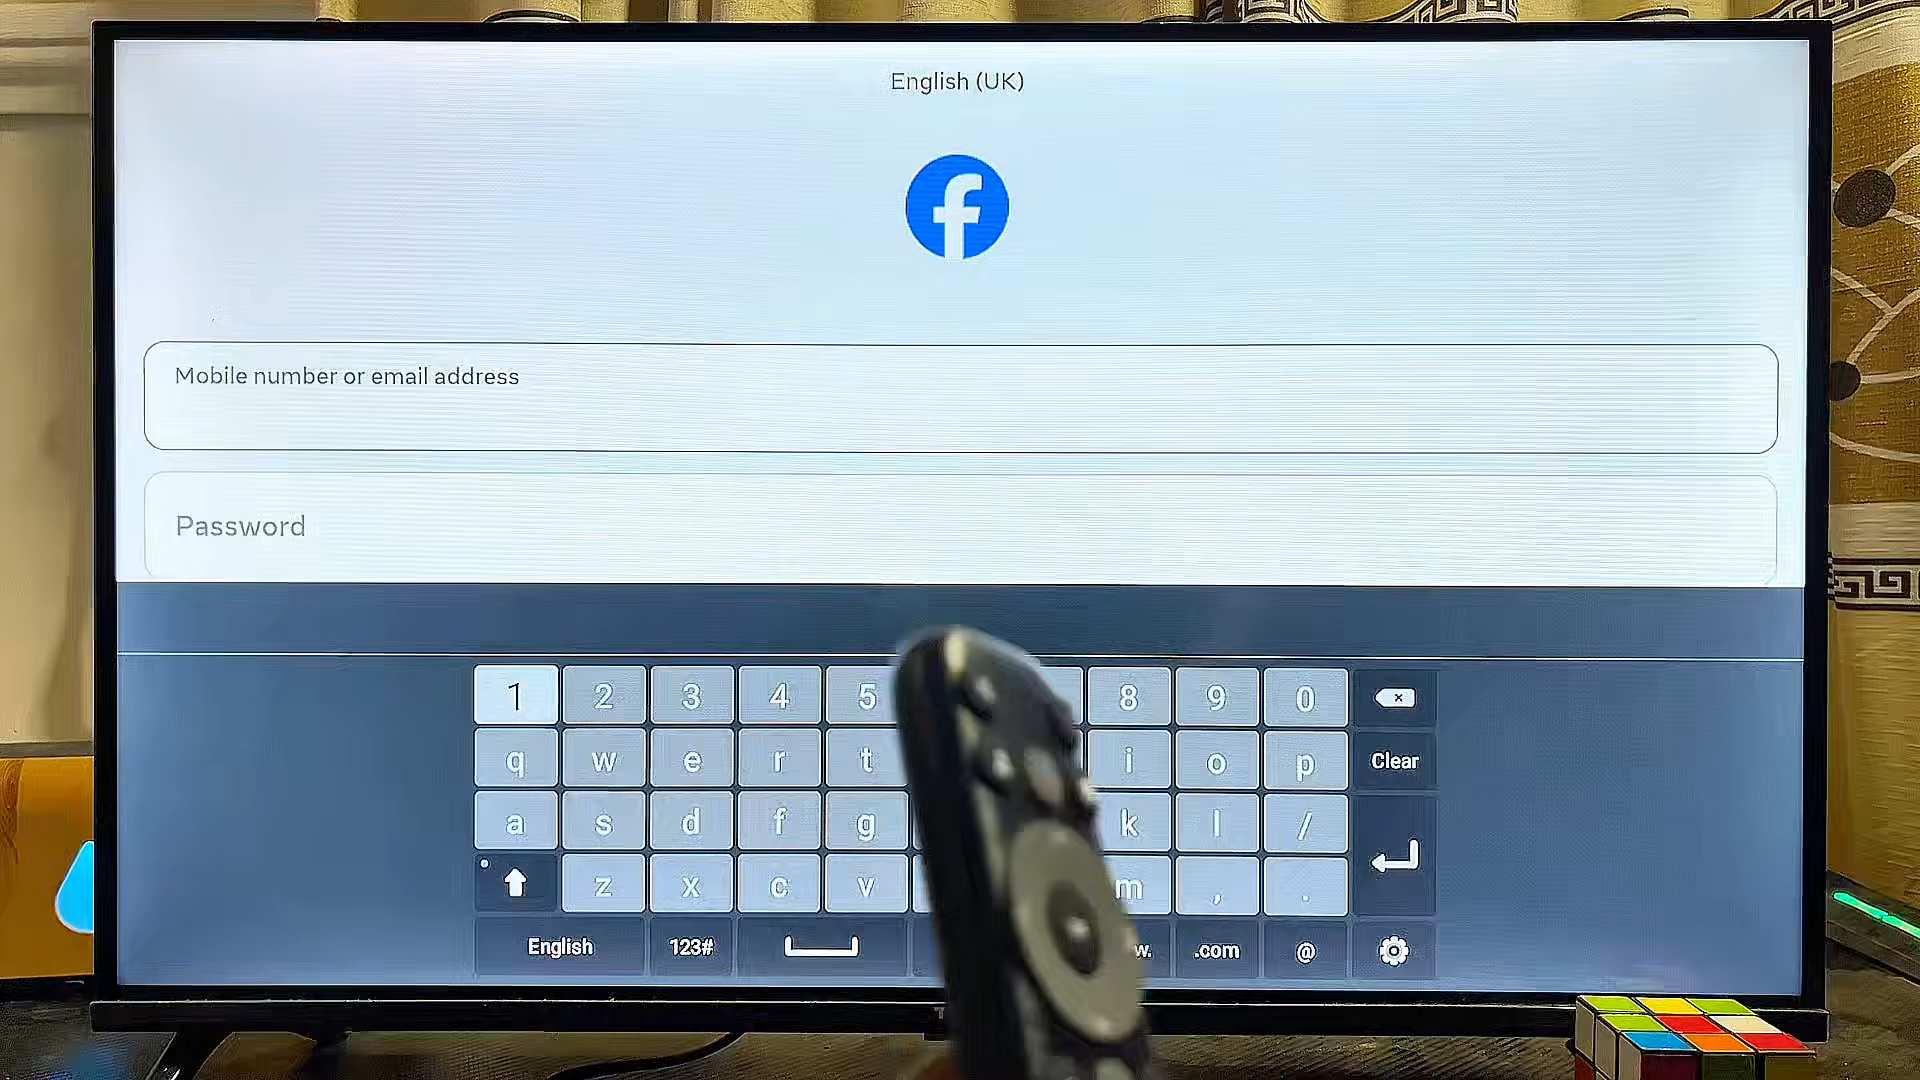 English (UK)
Mobile number or email address
Password
1 2 3 4 5 8 9 0
q w e r t i o p Clear
a s d f g k l /
z x c v m , .
English 123# .com @